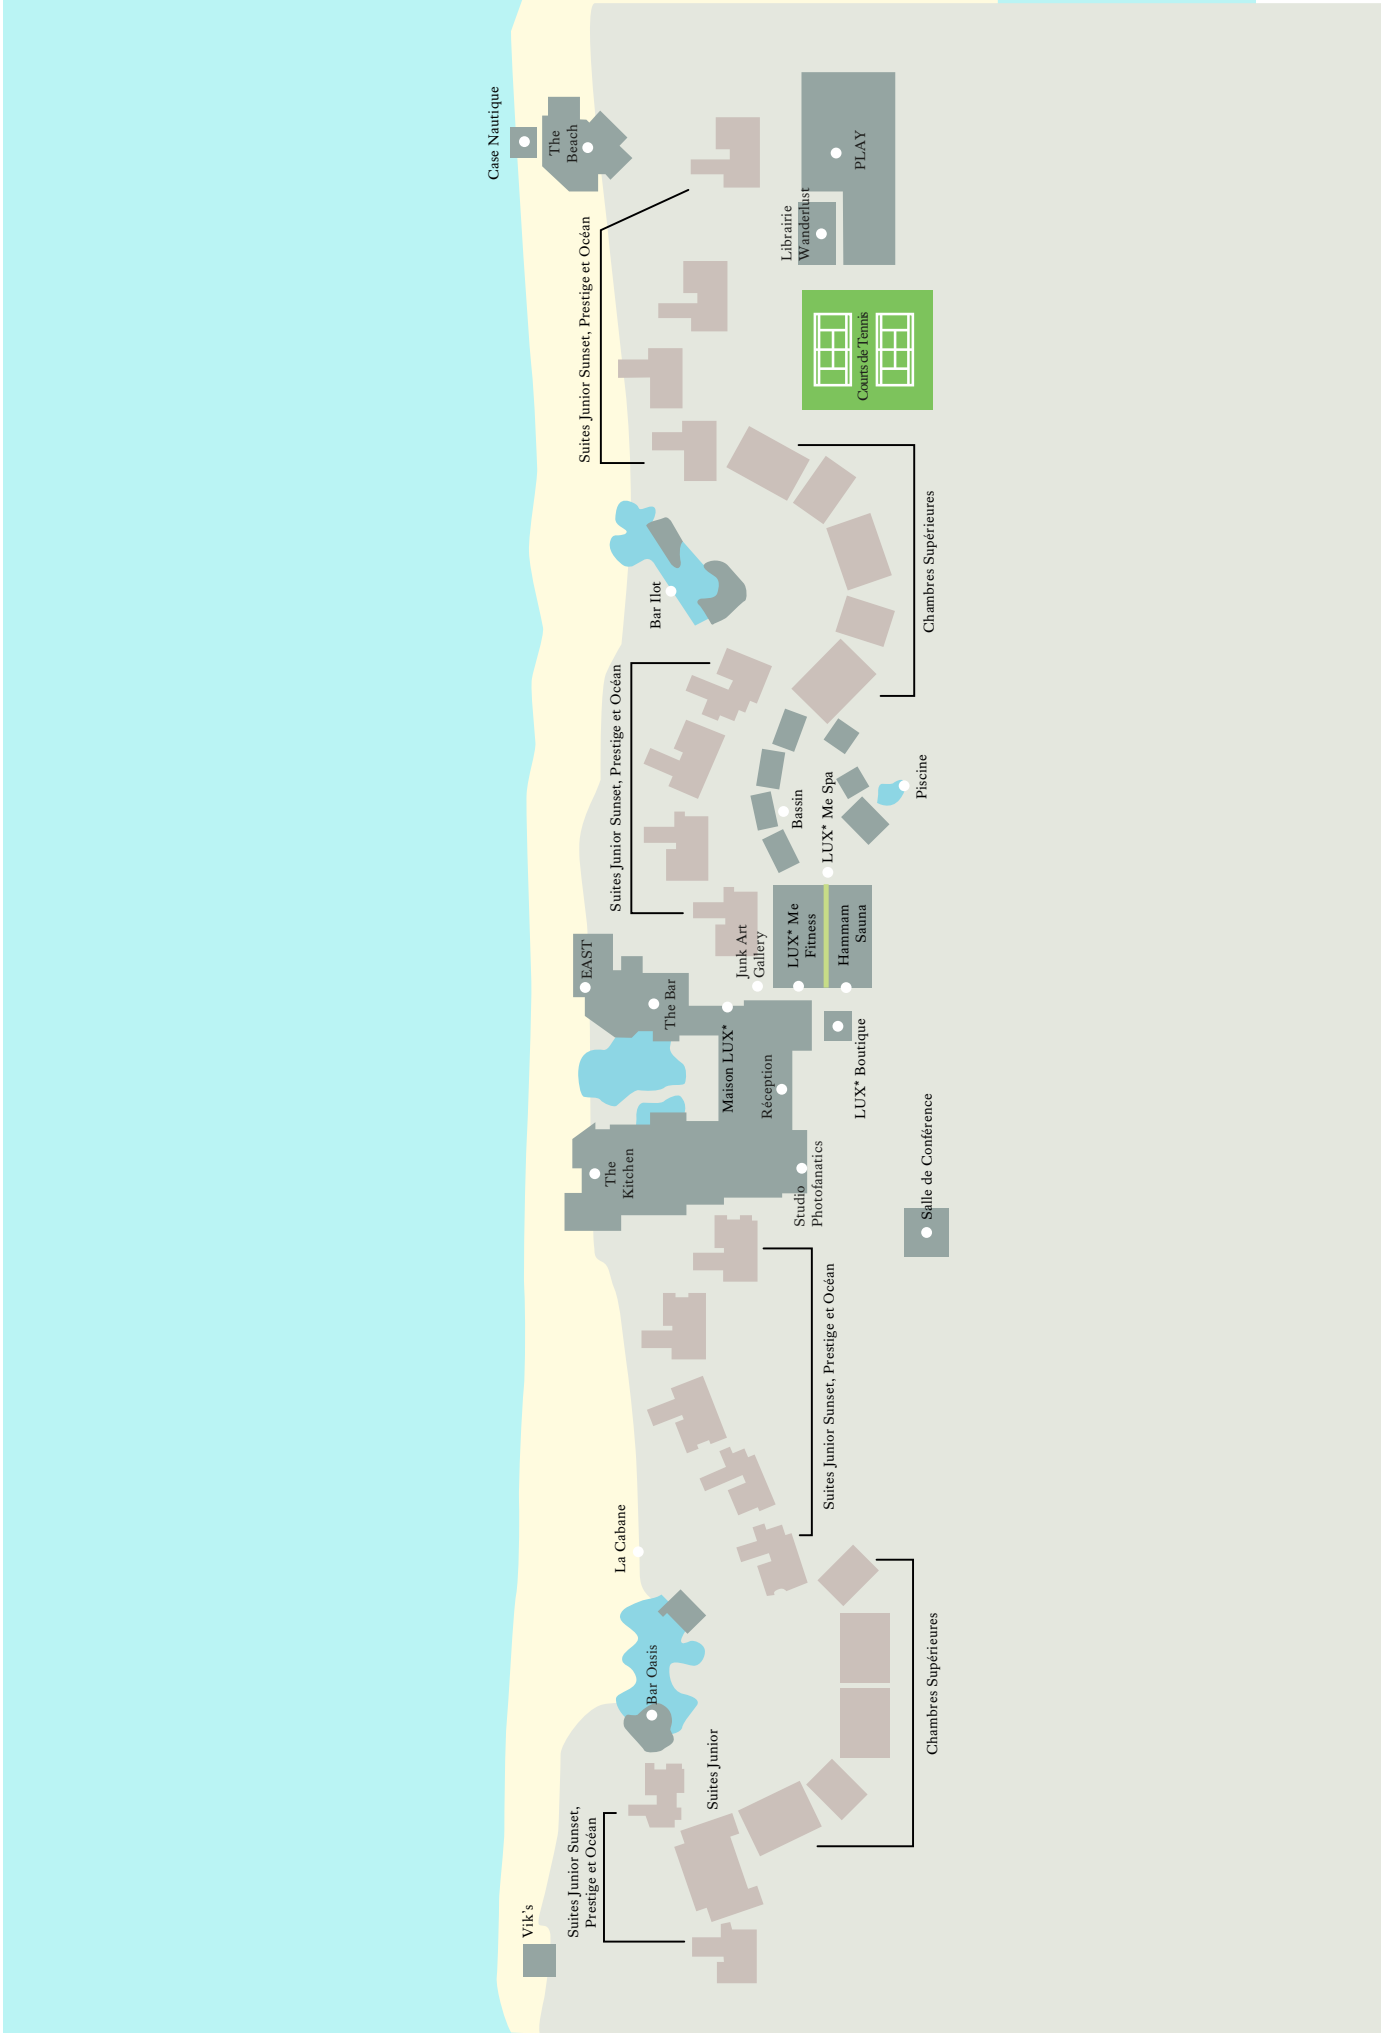 Case Nautique
The
Beach
PLAY
Librairie
Wanderlust
Suites Junior Sunset, Prestige et Océan
Courts de Tennis
Chambres Supérieures
Bar Ilot
Suites Junior Sunset, Prestige et Océan
Piscine
Bassin
LUX* Me Spa
LUX* Me
Fitness
Hammam
Sauna
Junk Art
Gallery
EAST
The Bar
Maison LUX*
LUX* Boutique
Réception
The
Kitchen
Studio
Photofanatics
Salle de Conférence
Suites Junior Sunset, Prestige et Océan
La Cabane
Bar Oasis
Chambres Supérieures
Suites Junior
Suites Junior Sunset,
Prestige et Océan
Vik's